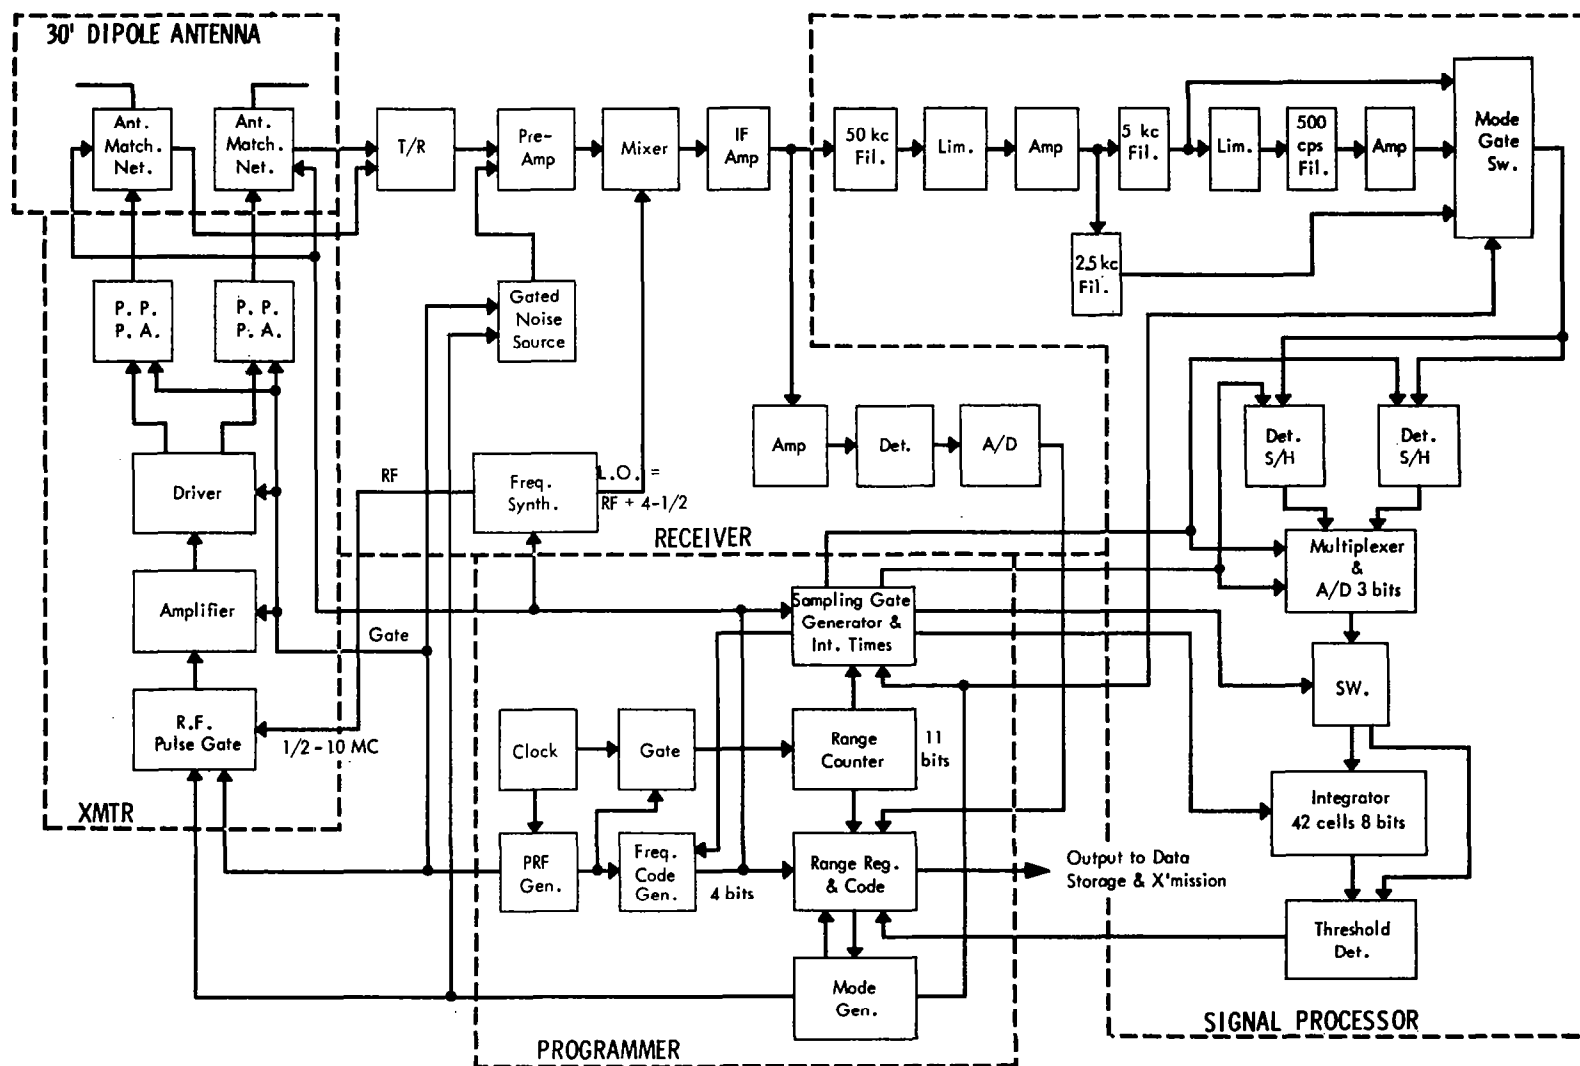 30' DIPOLE ANTENNA
Ant.
Match.
Net.
Ant.
Match.
Net.
T/R
Pre-
Amp
Mixer
IF
Amp
50 kc
Fil.
Lim.
Amp
5 kc
Fil.
Lim.
500
cps
Fil.
Amp
Mode
Gate
Sw.
2.5 kc
Fil.
P. P.
P. A.
P. P.
P. A.
Gated
Noise
Source
Amp
Det.
A/D
Det.
S/H
Det.
S/H
Driver
RF
Freq.
Synth.
L.O. =
RF + 4-1/2
RECEIVER
Multiplexer
&
A/D 3 bits
Amplifier
Gate
Sampling Gate
Generator &
Int. Times
SW.
R.F.
Pulse Gate
1/2 - 10 MC
Clock
Gate
Range
Counter
11
bits
Integrator
42 cells 8 bits
XMTR
PRF
Gen.
Freq.
Code
Gen.
4 bits
Range Reg.
& Code
Output to Data
Storage & X'mission
Threshold
Det.
Mode
Gen.
PROGRAMMER
SIGNAL PROCESSOR